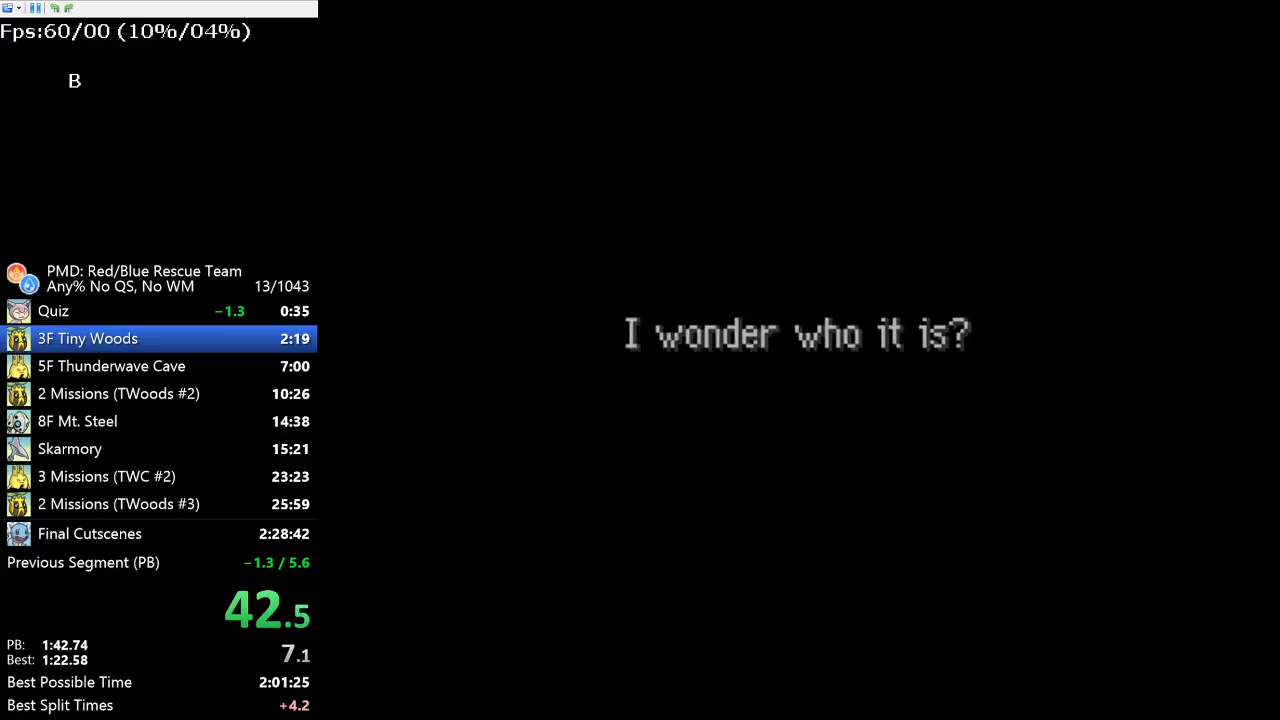 Fps:60/00 (10%/04%)
B
PMD: Red/Blue Rescue Team
Any% No QS, No WM 13/1043
Quiz −1.3 0:35
3F Tiny Woods 2:19
5F Thunderwave Cave 7:00
2 Missions (TWoods #2) 10:26
8F Mt. Steel 14:38
Skarmory 15:21
3 Missions (TWC #2) 23:23
2 Missions (TWoods #3) 25:59
Final Cutscenes 2:28:42
Previous Segment (PB) −1.3 / 5.6
42.5
PB: 1:42.74
Best: 1:22.58
7.1
Best Possible Time 2:01:25
Best Split Times +4.2
I wonder who it is?